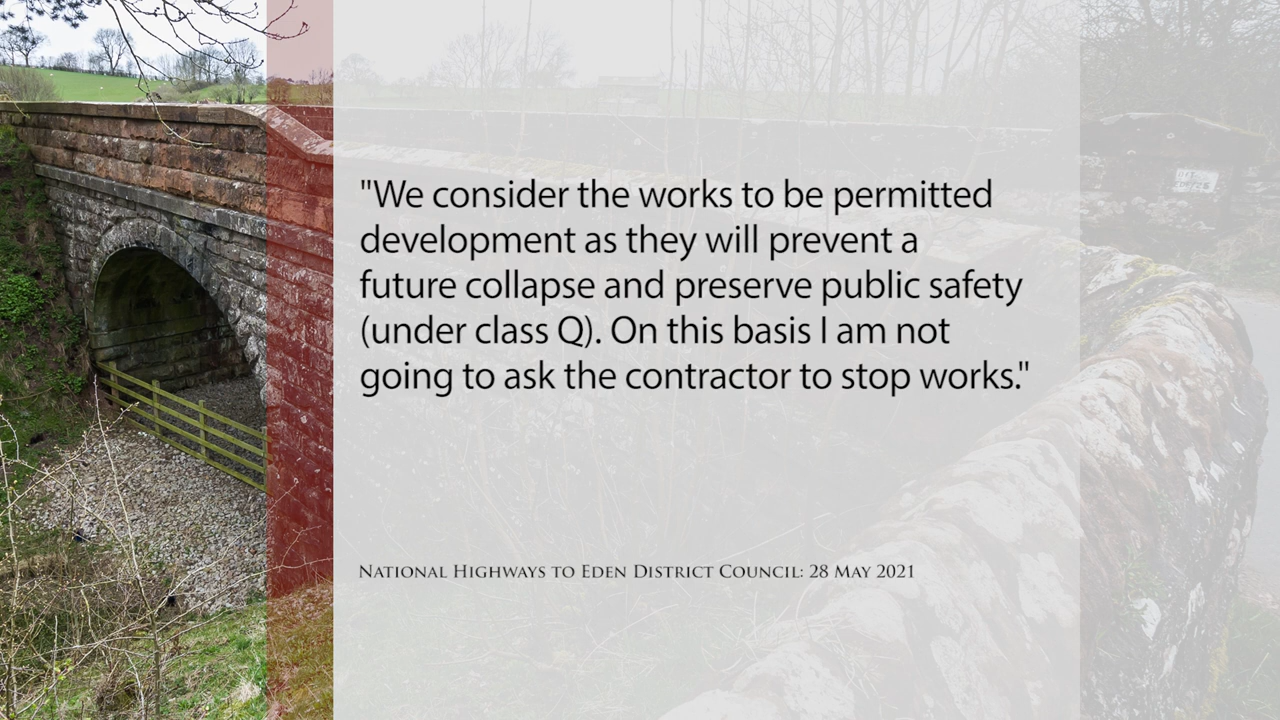 "We consider the works to be permitted
development as they will prevent a
future collapse and preserve public safety
(under class Q). On this basis I am not
going to ask the contractor to stop works."
National Highways to Eden District Council: 28 May 2021